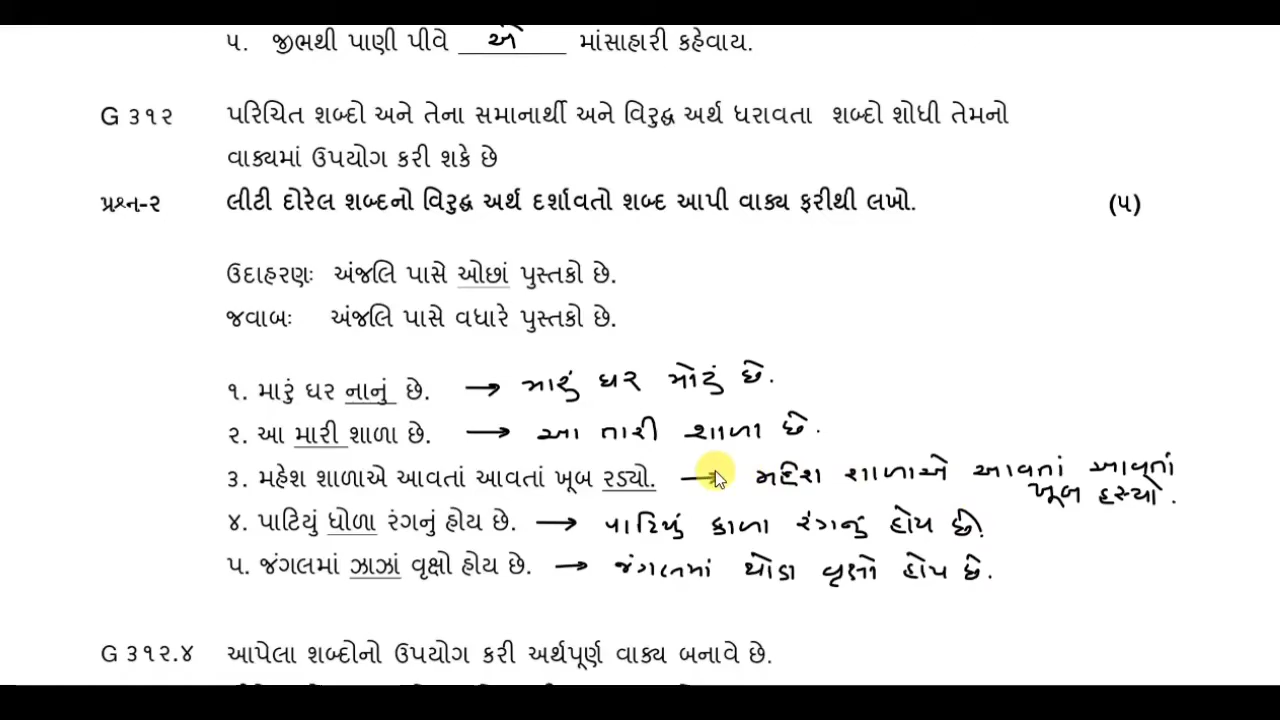 ૫. જીભથી પાણી પીવે એ માંસાહારી કહેવાય.
G ૩૧૨ પરિચિત શબ્દો અને તેના સમાનાર્થી અને વિરુદ્ધ અર્થ ધરાવતા શબ્દો શોધી તેમનો
વાક્યમાં ઉપયોગ કરી શકે છે
પ્રશ્ન-૨ લીટી દોરેલ શબ્દનો વિરુદ્ધ અર્થ દર્શાવતો શબ્દ આપી વાક્ય ફરીથી લખો. (૫)
ઉદાહરણઃ અંજલિ પાસે ઓછાં પુસ્તકો છે.
જવાબઃ અંજલિ પાસે વધારે પુસ્તકો છે.
૧. મારું ઘર નાનું છે. → મારું ઘર મોટું છે.
૨. આ મારી શાળા છે. → આ તારી શાળા છે.
૩. મહેશ શાળાએ આવતાં આવતાં ખૂબ રડ્યો. → મહેશ શાળાએ આવતાં આવતાં
ખૂબ હસ્યો.
૪. પાટિયું ધોળા રંગનું હોય છે. → પાટિયું કાળા રંગનું હોય છે.
૫. જંગલમાં ઝાઝાં વૃક્ષો હોય છે. → જંગલમાં થોડા વૃક્ષો હોય છે.
G ૩૧૨.૪ આપેલા શબ્દોનો ઉપયોગ કરી અર્થપૂર્ણ વાક્ય બનાવે છે.